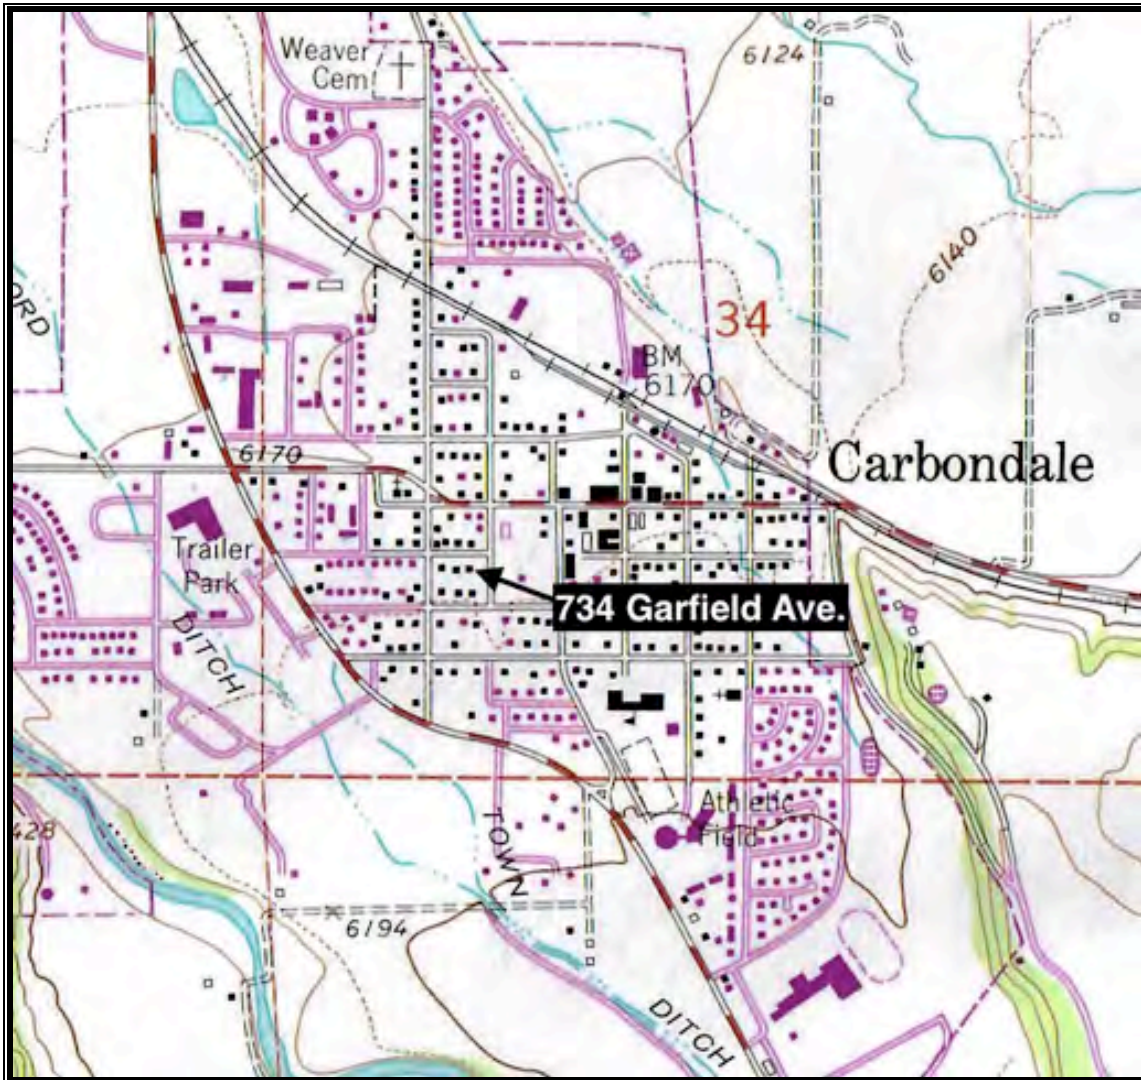 Weaver
Cem
6124
6140
ORD
34
BM
6170
Carbondale
6170
Trailer
Park
734 Garfield Ave.
DITCH
Athletic
Field
TOWN
428
6194
DITCH